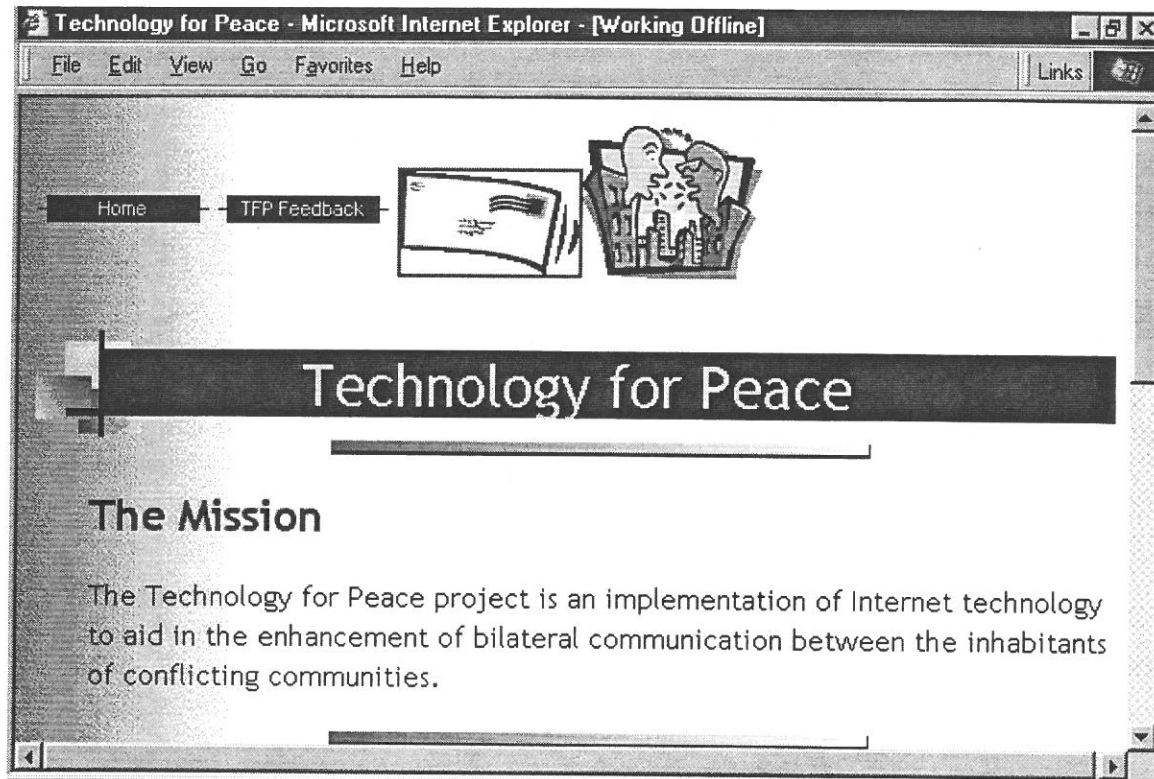 Technology for Peace - Microsoft Internet Explorer - [Working Offline]
File Edit View Go Favorites Help Links
Home TFP Feedback
Technology for Peace
The Mission
The Technology for Peace project is an implementation of Internet technology
to aid in the enhancement of bilateral communication between the inhabitants
of conflicting communities.